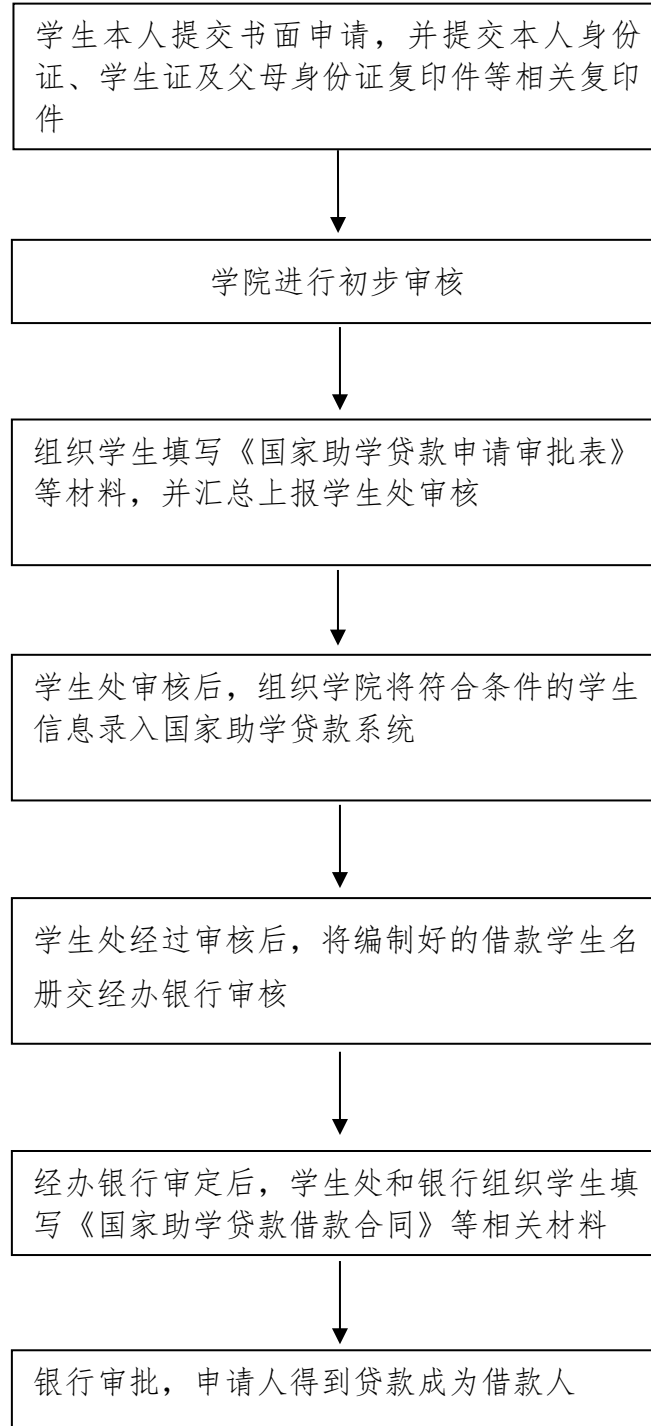 学生本人提交书面申请，并提交本人身份
证、学生证及父母身份证复印件等相关复印
件
学院进行初步审核
组织学生填写《国家助学贷款申请审批表》
等材料，并汇总上报学生处审核
学生处审核后，组织学院将符合条件的学生
信息录入国家助学贷款系统
学生处经过审核后，将编制好的借款学生名
册交经办银行审核
经办银行审定后，学生处和银行组织学生填
写《国家助学贷款借款合同》等相关材料
银行审批，申请人得到贷款成为借款人